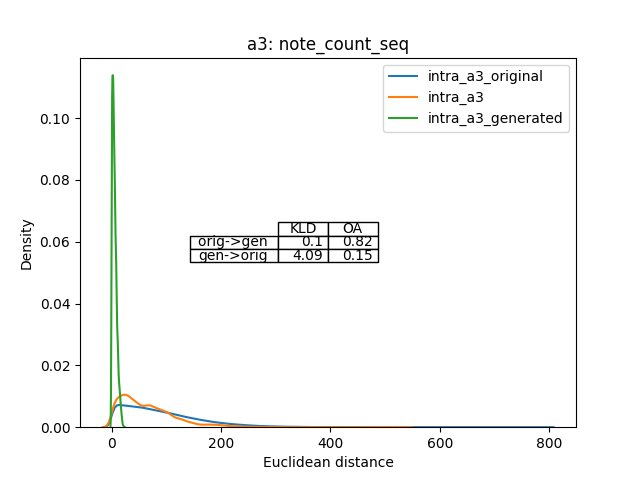 a3: note_count_seq
intra_a3_original
intra_a3
intra_a3_generated
KLD OA
orig->gen 0.1 0.82
gen->orig 4.09 0.15
Density
0.10
0.08
0.06
0.04
0.02
0.00
0 200 400 600 800
Euclidean distance